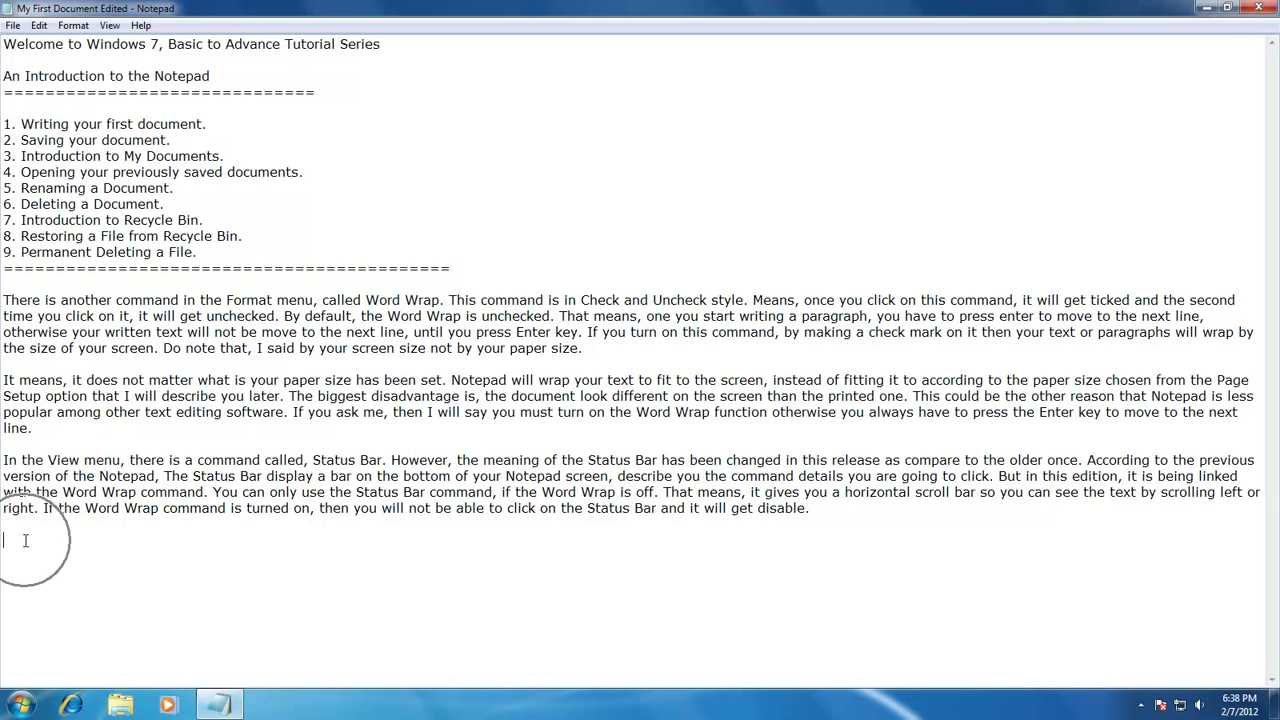 My First Document Edited - Notepad
File Edit Format View Help
Welcome to Windows 7, Basic to Advance Tutorial Series
An Introduction to the Notepad
==============================
1. Writing your first document.
2. Saving your document.
3. Introduction to My Documents.
4. Opening your previously saved documents.
5. Renaming a Document.
6. Deleting a Document.
7. Introduction to Recycle Bin.
8. Restoring a File from Recycle Bin.
9. Permanent Deleting a File.
===========================================
There is another command in the Format menu, called Word Wrap. This command is in Check and Uncheck style. Means, once you click on this command, it will get ticked and the second
time you click on it, it will get unchecked. By default, the Word Wrap is unchecked. That means, one you start writing a paragraph, you have to press enter to move to the next line,
otherwise your written text will not be move to the next line, until you press Enter key. If you turn on this command, by making a check mark on it then your text or paragraphs will wrap by
the size of your screen. Do note that, I said by your screen size not by your paper size.
It means, it does not matter what is your paper size has been set. Notepad will wrap your text to fit to the screen, instead of fitting it to according to the paper size chosen from the Page
Setup option that I will describe you later. The biggest disadvantage is, the document look different on the screen than the printed one. This could be the other reason that Notepad is less
popular among other text editing software. If you ask me, then I will say you must turn on the Word Wrap function otherwise you always have to press the Enter key to move to the next
line.
In the View menu, there is a command called, Status Bar. However, the meaning of the Status Bar has been changed in this release as compare to the older once. According to the previous
version of the Notepad, The Status Bar display a bar on the bottom of your Notepad screen, describe you the command details you are going to click. But in this edition, it is being linked
with the Word Wrap command. You can only use the Status Bar command, if the Word Wrap is off. That means, it gives you a horizontal scroll bar so you can see the text by scrolling left or
right. If the Word Wrap command is turned on, then you will not be able to click on the Status Bar and it will get disable.
6:38 PM
2/7/2012